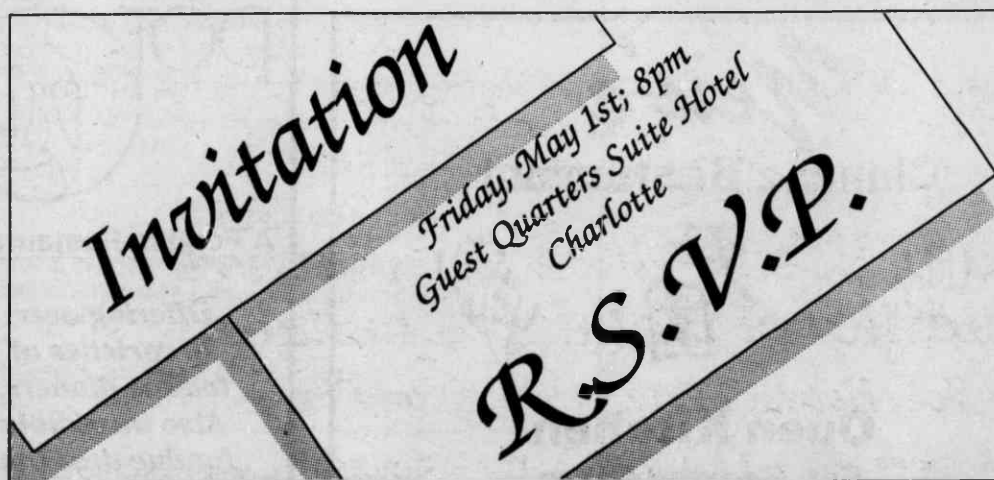 Invitation
Friday, May 1st; 8pm
Guest Quarters Suite Hotel
Charlotte
R.S.V.P.